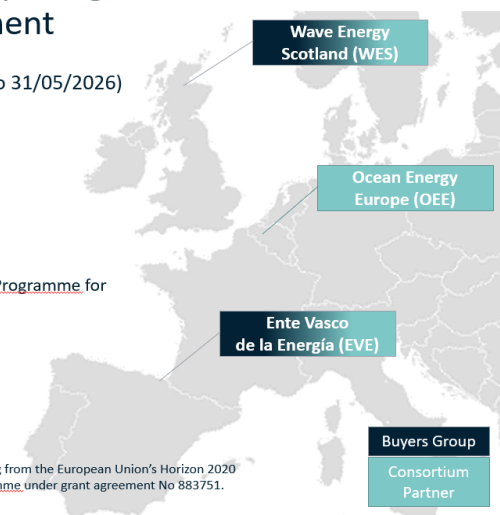 ment
31/05/2026)
Wave Energy
Scotland (WES)
Ocean Energy
Europe (OEE)
Programme for
Ente Vasco
de la Energía (EVE)
Buyers Group
Consortium
Partner
from the European Union's Horizon 2020
under grant agreement No 883751.